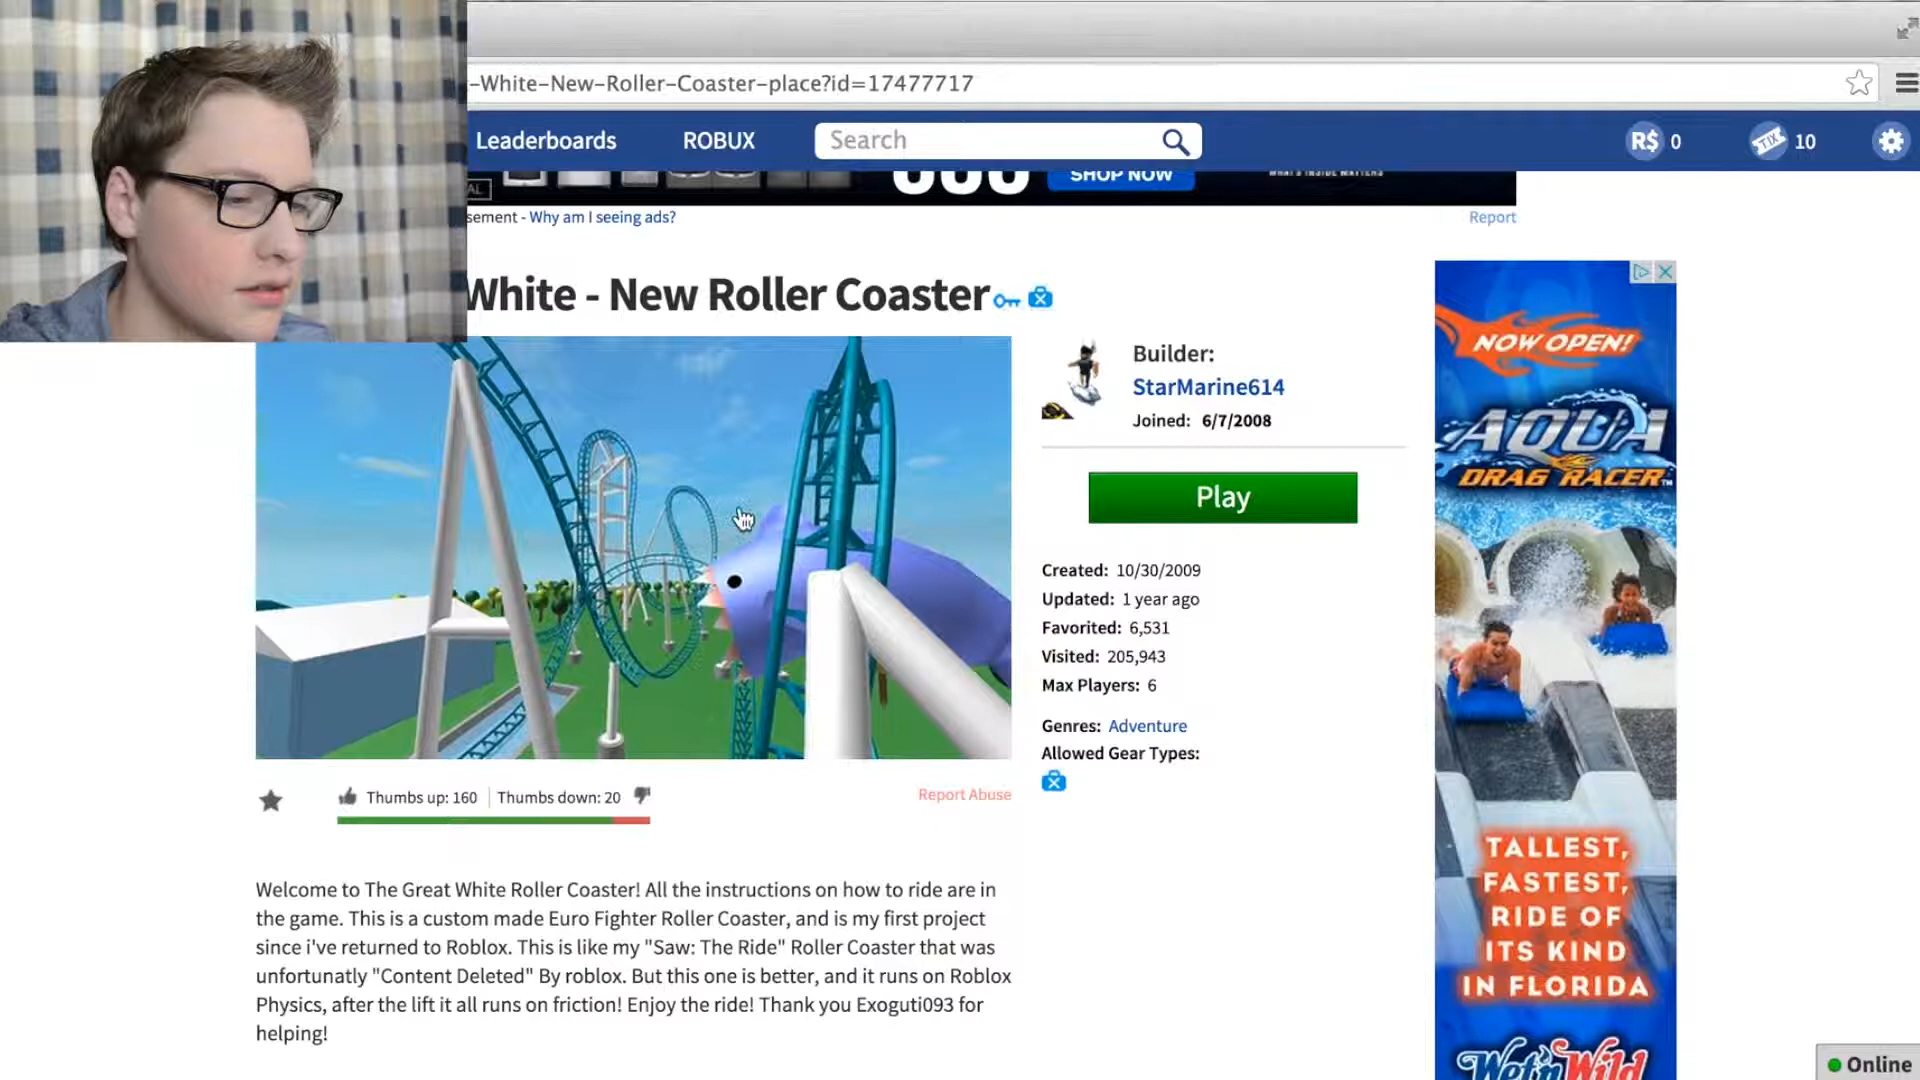 -White-New-Roller-Coaster-place?id=17477717
Leaderboards
ROBUX
Search
R$ 0
TIX 10
SHOP NOW
sement - Why am I seeing ads?
Report
White - New Roller Coaster
Builder:
StarMarine614
Joined: 6/7/2008
Play
Created: 10/30/2009
Updated: 1 year ago
Favorited: 6,531
Visited: 205,943
Max Players: 6
Genres: Adventure
Allowed Gear Types:
Thumbs up: 160
Thumbs down: 20
Report Abuse
Welcome to The Great White Roller Coaster! All the instructions on how to ride are in
the game. This is a custom made Euro Fighter Roller Coaster, and is my first project
since i've returned to Roblox. This is like my "Saw: The Ride" Roller Coaster that was
unfortunatly "Content Deleted" By roblox. But this one is better, and it runs on Roblox
Physics, after the lift it all runs on friction! Enjoy the ride! Thank you Exoguti093 for
helping!
NOW OPEN!
AQUA
DRAG RACER™
TALLEST,
FASTEST,
RIDE OF
ITS KIND
IN FLORIDA
Wet'n Wild
Online